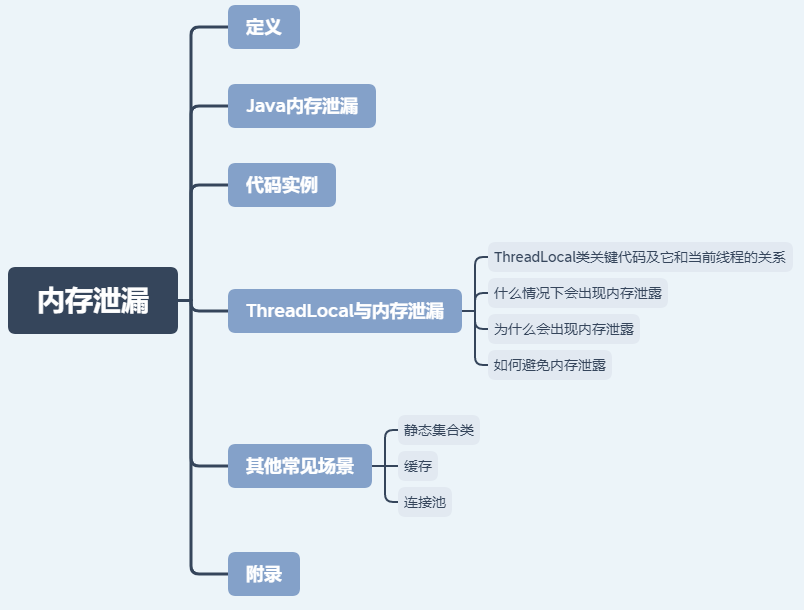 内存泄漏
定义
Java内存泄漏
代码实例
ThreadLocal与内存泄漏
ThreadLocal类关键代码及它和当前线程的关系
什么情况下会出现内存泄露
为什么会出现内存泄露
如何避免内存泄露
其他常见场景
静态集合类
缓存
连接池
附录